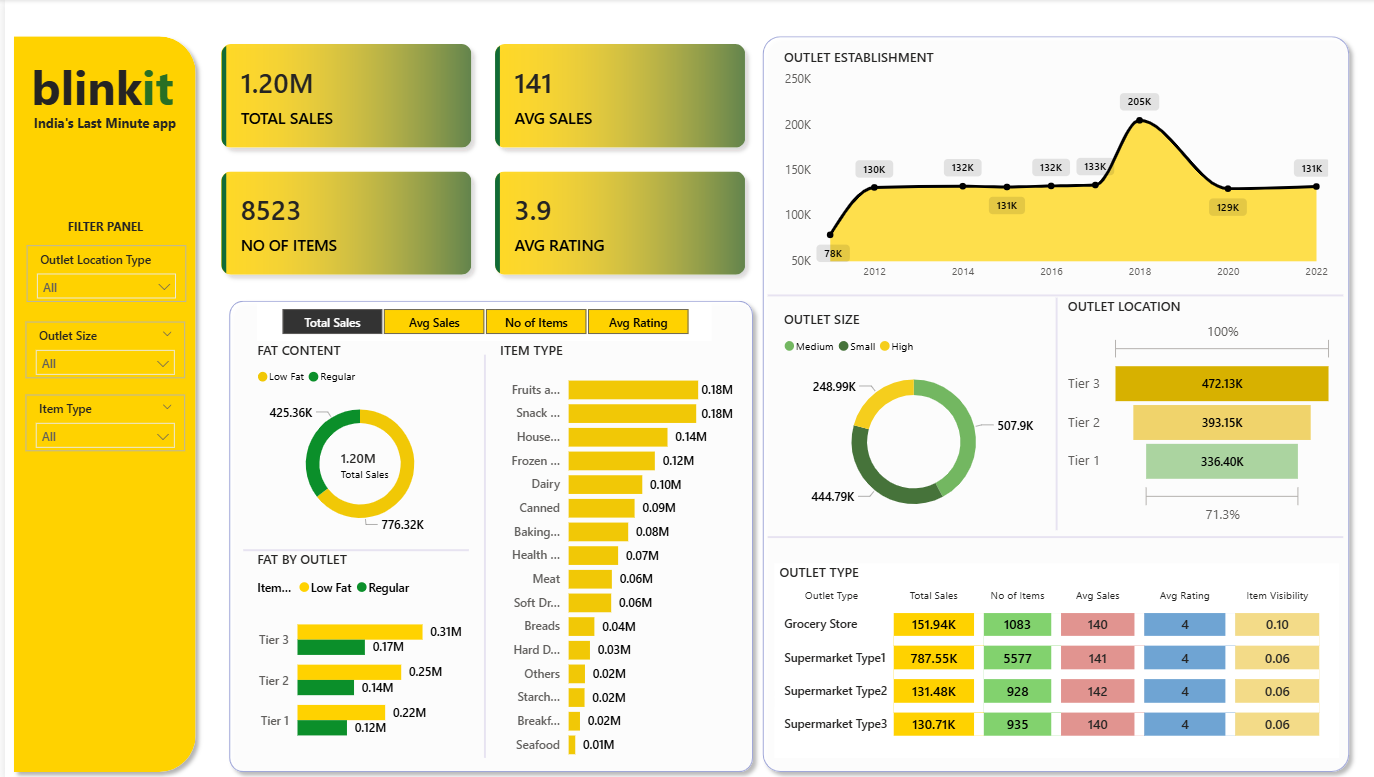 blinkit
India's Last Minute app
FILTER PANEL
Outlet Location Type
All
Outlet Size
All
Item Type
All
1.20M
TOTAL SALES
141
AVG SALES
8523
NO OF ITEMS
3.9
AVG RATING
Total Sales Avg Sales No of Items Avg Rating
FAT CONTENT
Low Fat Regular
425.36K
1.20M
Total Sales
776.32K
FAT BY OUTLET
Item... Low Fat Regular
Tier 3 0.31M
0.17M
Tier 2 0.25M
0.14M
Tier 1 0.22M
0.12M
ITEM TYPE
Fruits a... 0.18M
Snack ... 0.18M
House... 0.14M
Frozen ... 0.12M
Dairy 0.10M
Canned 0.09M
Baking... 0.08M
Health ... 0.07M
Meat 0.06M
Soft Dr... 0.06M
Breads 0.04M
Hard D... 0.03M
Others 0.02M
Starch... 0.02M
Breakf... 0.02M
Seafood 0.01M
OUTLET ESTABLISHMENT
250K
200K
150K
100K
50K
78K
130K
132K
131K
132K
133K
205K
129K
131K
2012 2014 2016 2018 2020 2022
OUTLET SIZE
Medium Small High
248.99K
507.9K
444.79K
OUTLET LOCATION
100%
Tier 3 472.13K
Tier 2 393.15K
Tier 1 336.40K
71.3%
OUTLET TYPE
Outlet Type Total Sales No of Items Avg Sales Avg Rating Item Visibility
Grocery Store 151.94K 1083 140 4 0.10
Supermarket Type1 787.55K 5577 141 4 0.06
Supermarket Type2 131.48K 928 142 4 0.06
Supermarket Type3 130.71K 935 140 4 0.06